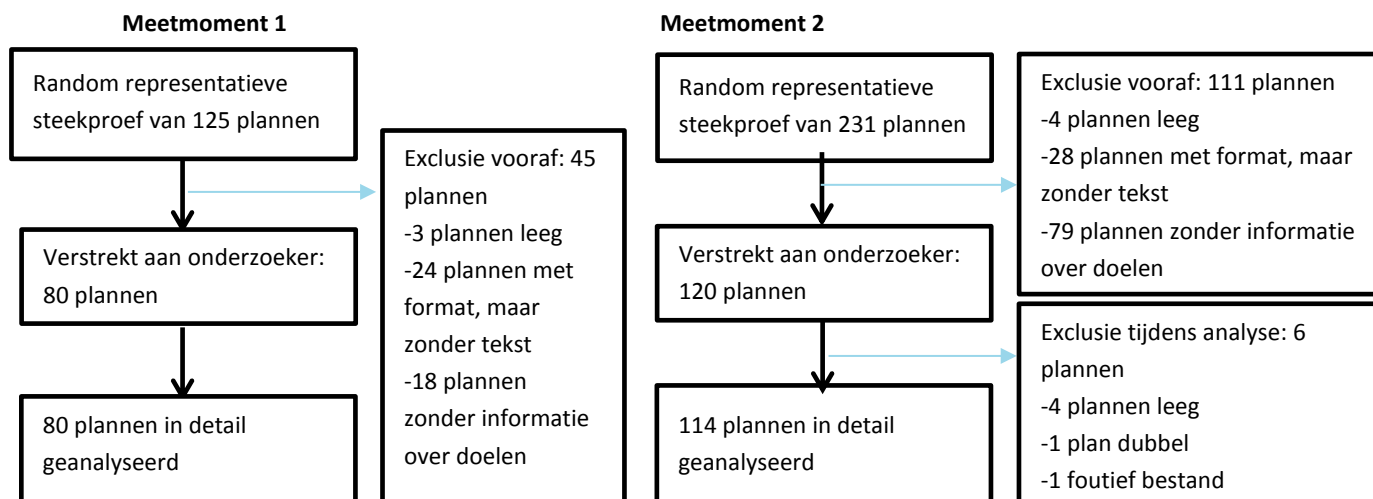 Meetmoment 1
Random representatieve
steekproef van 125 plannen
Exclusie vooraf: 45
plannen
-3 plannen leeg
-24 plannen met
format, maar
zonder tekst
-18 plannen
zonder informatie
over doelen
Verstrekt aan onderzoeker:
80 plannen
80 plannen in detail
geanalyseerd
Meetmoment 2
Random representatieve
steekproef van 231 plannen
Exclusie vooraf: 111 plannen
-4 plannen leeg
-28 plannen met format, maar
zonder tekst
-79 plannen zonder informatie
over doelen
Verstrekt aan onderzoeker:
120 plannen
Exclusie tijdens analyse: 6
plannen
-4 plannen leeg
-1 plan dubbel
-1 foutief bestand
114 plannen in detail
geanalyseerd